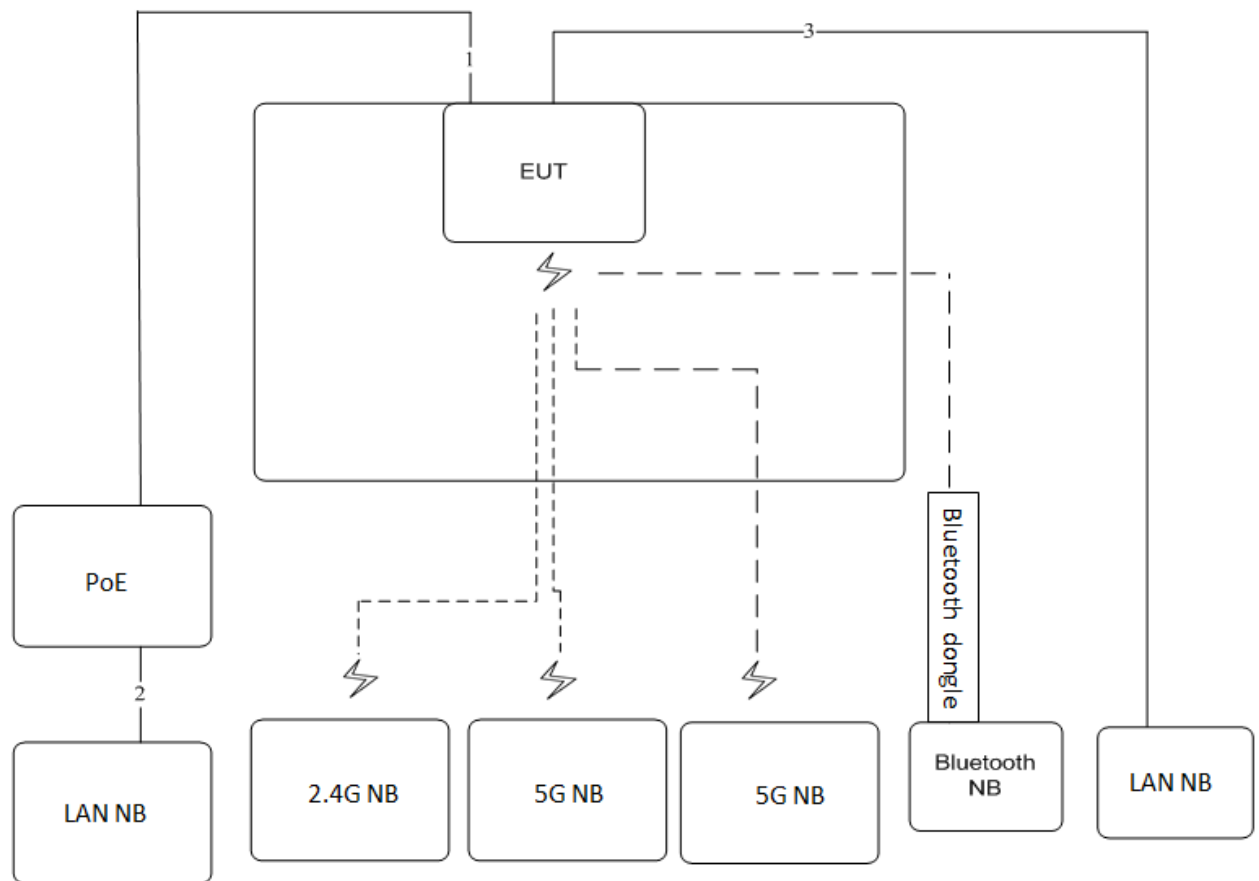 1
3
EUT
PoE
Bluetooth dongle
2
LAN NB
2.4G NB
5G NB
5G NB
Bluetooth
NB
LAN NB